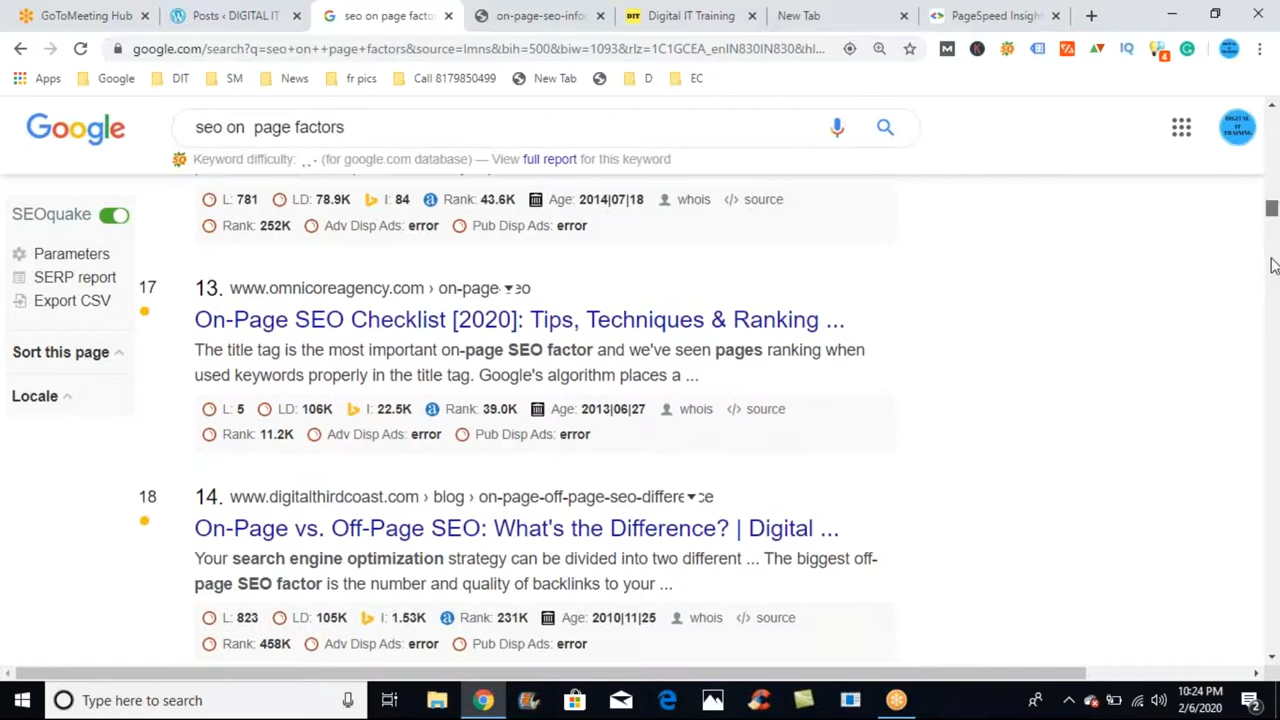 GoToMeeting Hub
Posts ‹ DIGITAL IT
seo on page facto
on-page-seo-info
DIT Digital IT Training
New Tab
PageSpeed Insigh
google.com/search?q=seo+on++page+factors&source=lmns&bih=500&biw=1093&rlz=1C1GCEA_enIN830IN830&hl...
Apps Google DIT SM News fr pics Call 8179850499 New Tab D EC
Google
seo on page factors
DIGITAL IT TRAINING
Keyword difficulty: (for google.com database) — View full report for this keyword
L: 781 LD: 78.9K I: 84 Rank: 43.6K Age: 2014|07|18 whois source
Rank: 252K Adv Disp Ads: error Pub Disp Ads: error
SEOquake
Parameters
SERP report
Export CSV
Sort this page
Locale
17 13. www.omnicoreagency.com › on-page-
On-Page SEO Checklist [2020]: Tips, Techniques & Ranking ...
The title tag is the most important on-page SEO factor and we've seen pages ranking when
used keywords properly in the title tag. Google's algorithm places a ...
L: 5 LD: 106K I: 22.5K Rank: 39.0K Age: 2013|06|27 whois source
Rank: 11.2K Adv Disp Ads: error Pub Disp Ads: error
18 14. www.digitalthirdcoast.com › blog › on-page-off-page-seo-differe
On-Page vs. Off-Page SEO: What's the Difference? | Digital ...
Your search engine optimization strategy can be divided into two different ... The biggest off-
page SEO factor is the number and quality of backlinks to your ...
L: 823 LD: 105K I: 1.53K Rank: 231K Age: 2010|11|25 whois source
Rank: 458K Adv Disp Ads: error Pub Disp Ads: error
Type here to search
10:24 PM
2/6/2020
2